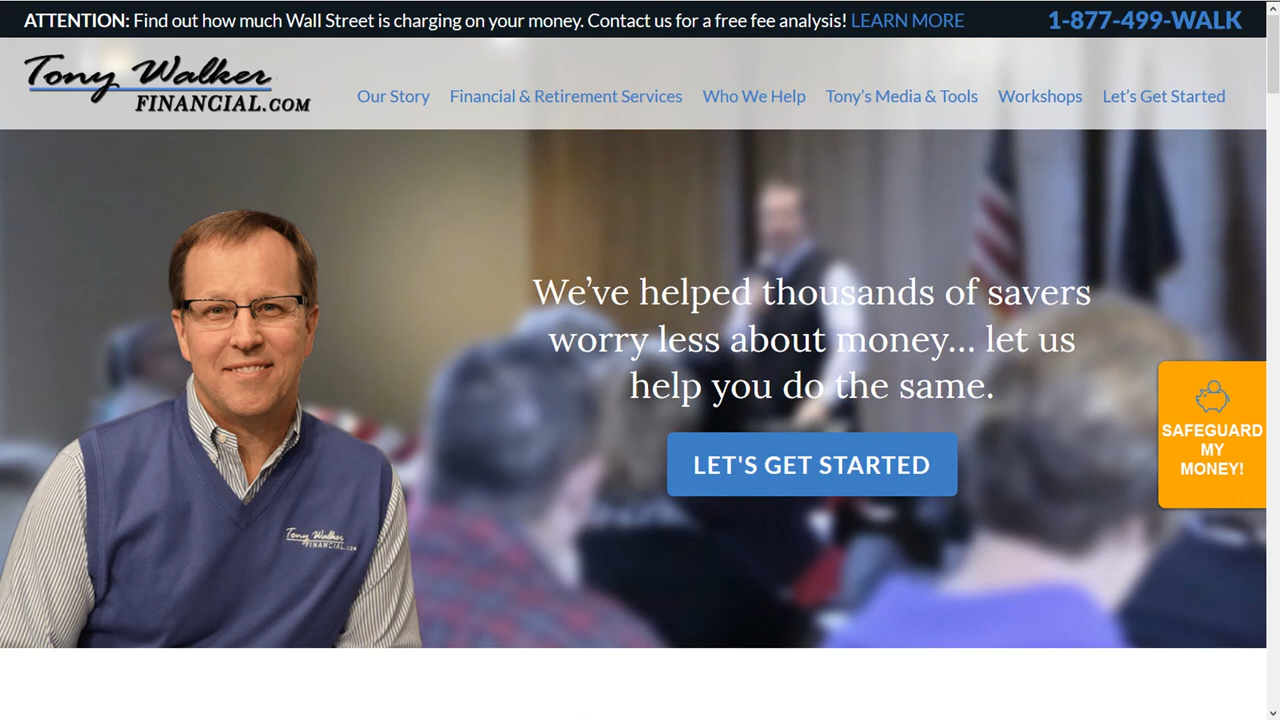 ATTENTION: Find out how much Wall Street is charging on your money. Contact us for a free fee analysis! LEARN MORE
1-877-499-WALK
Tony Walker
FINANCIAL.COM
Our Story
Financial & Retirement Services
Who We Help
Tony’s Media & Tools
Workshops
Let’s Get Started
We’ve helped thousands of savers
worry less about money... let us
help you do the same.
LET'S GET STARTED
SAFEGUARD
MY
MONEY!
Tony Walker
FINANCIAL.COM